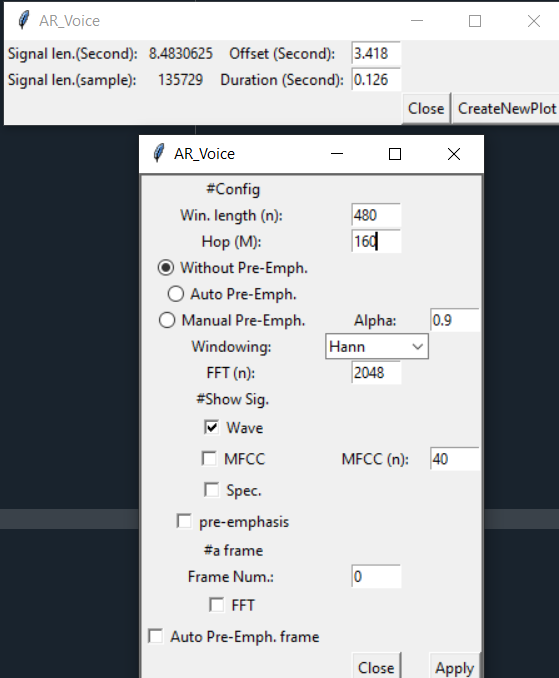 AR_Voice
Signal len.(Second): 8.4830625 Offset (Second): 3.418
Signal len.(sample): 135729 Duration (Second): 0.126
Close CreateNewPlot
AR_Voice
#Config
Win. length (n): 480
Hop (M): 160
Without Pre-Emph.
Auto Pre-Emph.
Manual Pre-Emph. Alpha: 0.9
Windowing: Hann
FFT (n): 2048
#Show Sig.
Wave
MFCC MFCC (n): 40
Spec.
pre-emphasis
#a frame
Frame Num.: 0
FFT
Auto Pre-Emph. frame
Close Apply